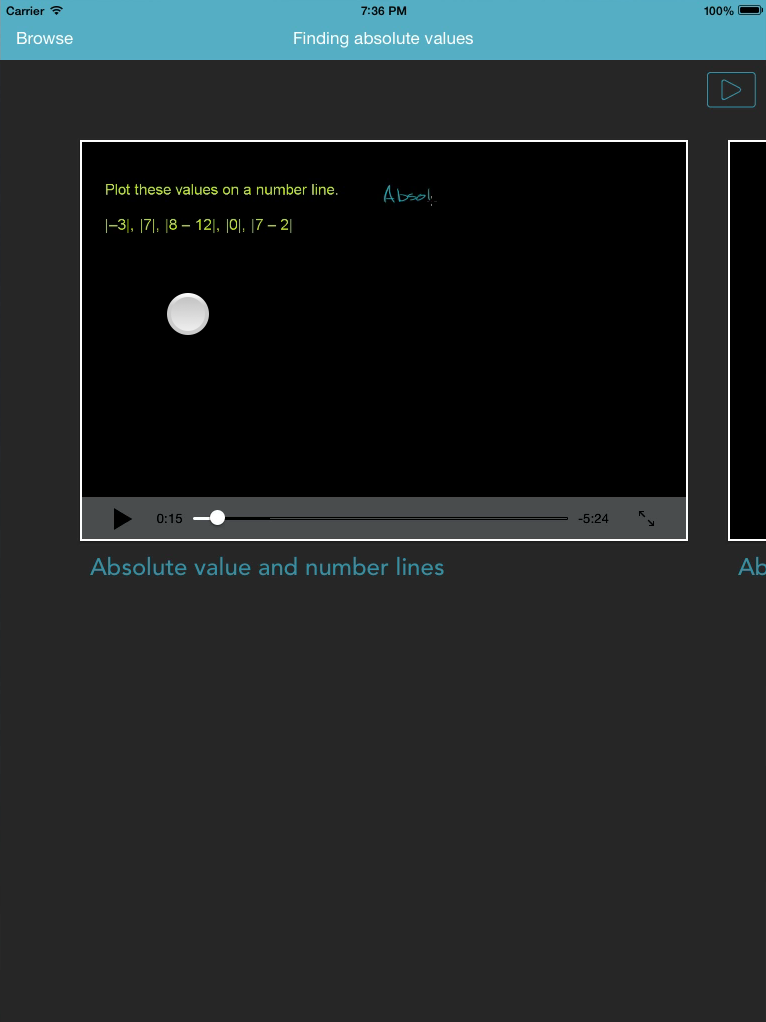 Carrier 7:36 PM 100%
Browse Finding absolute values
Plot these values on a number line. Absol
|–3|, |7|, |8 – 12|, |0|, |7 – 2|
0:15 -5:24
Absolute value and number lines Ab